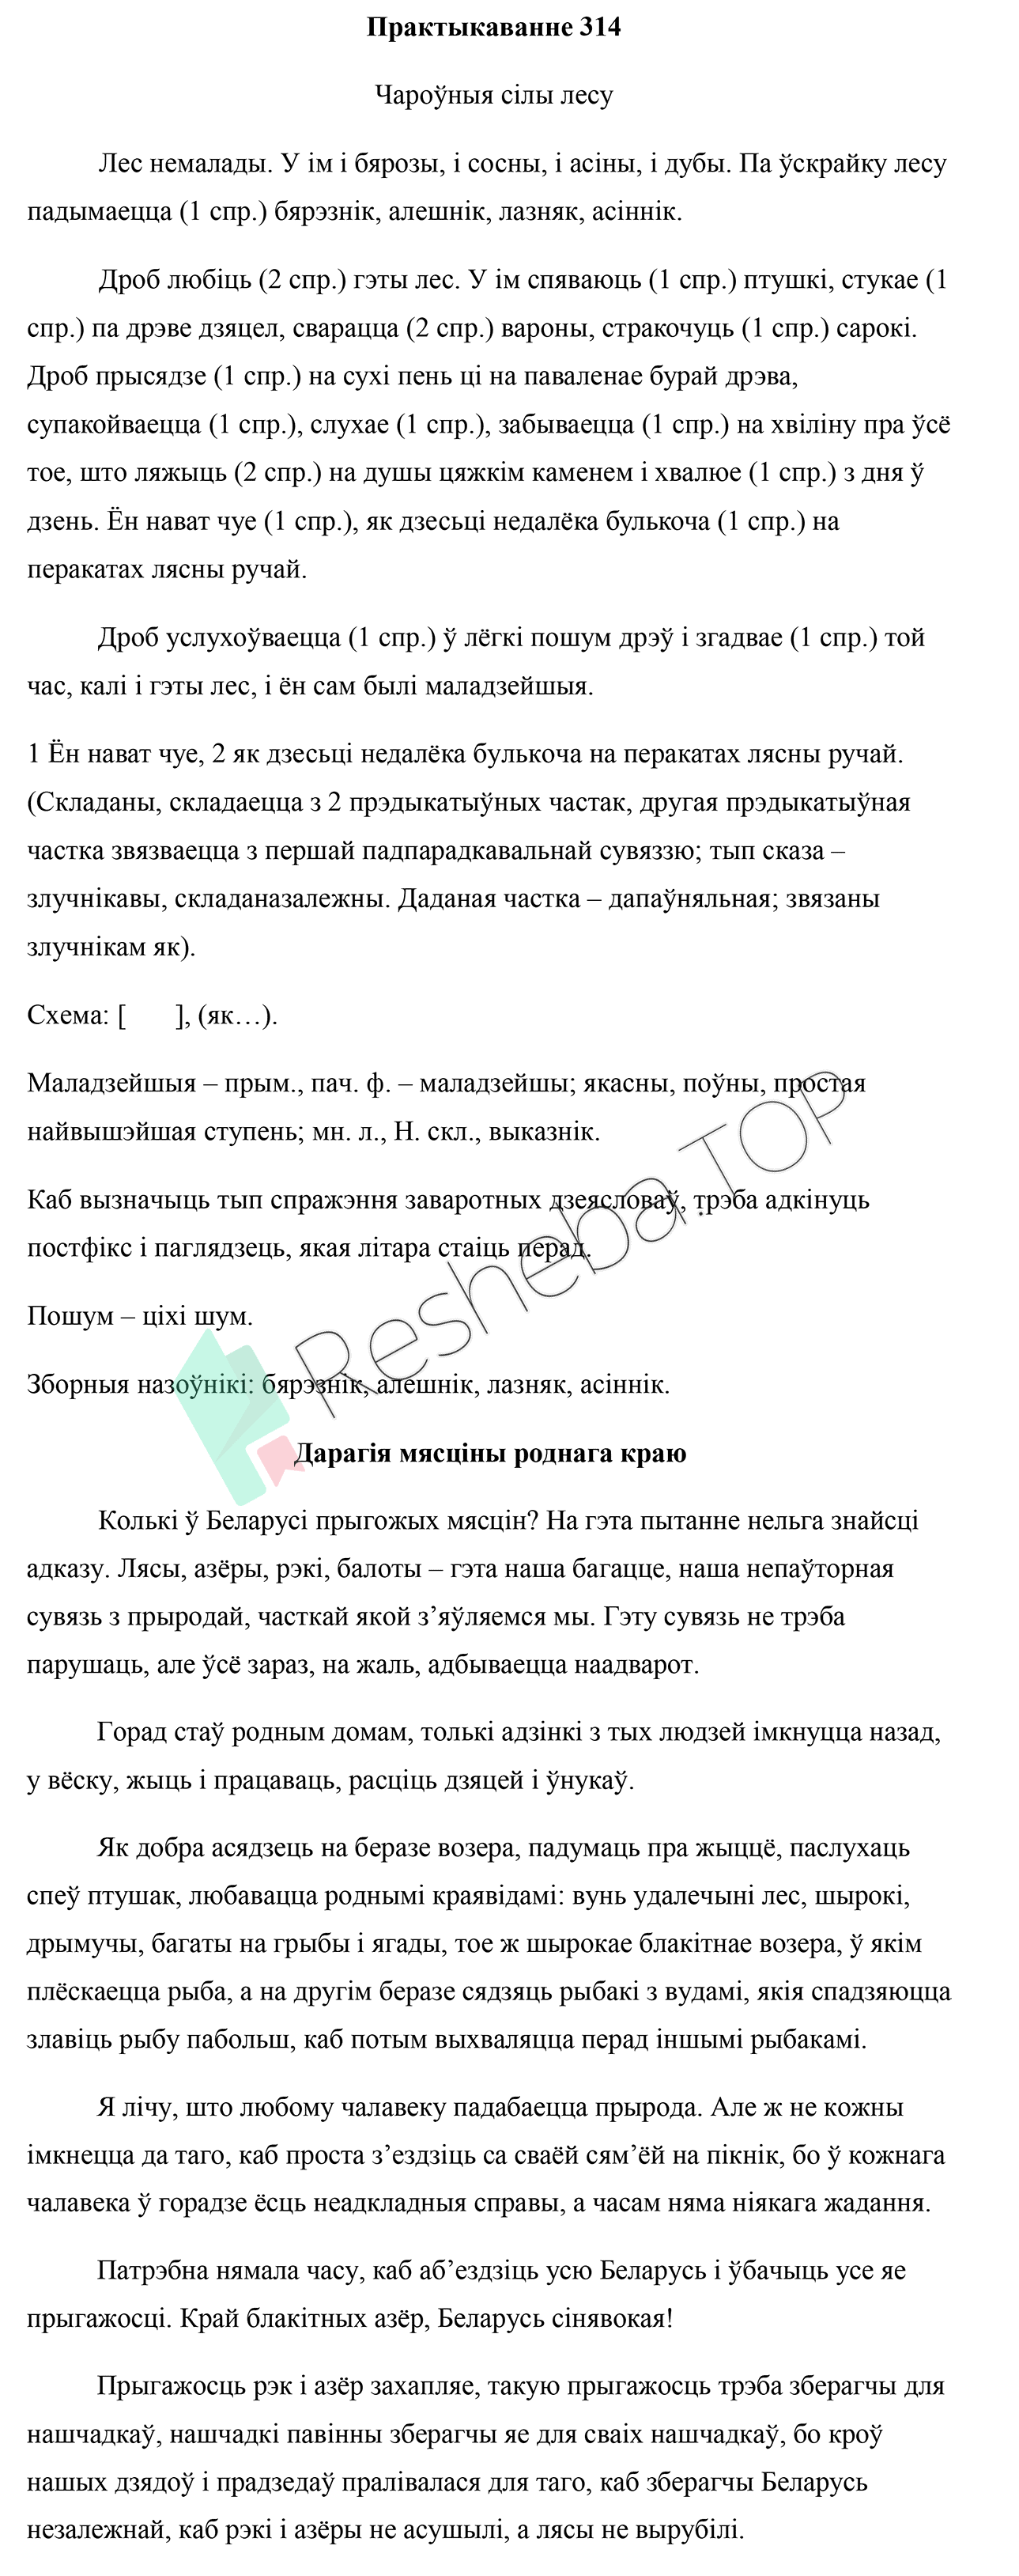 Практыкаванне 314
Чароўныя сілы лесу
Лес немалады. У ім і бярозы, і сосны, і асіны, і дубы. Па ўскрайку лесу
падымаецца (1 спр.) бярэзнік, алешнік, лазняк, асіннік.
Дроб любіць (2 спр.) гэты лес. У ім спяваюць (1 спр.) птушкі, стукае (1
спр.) па дрэве дзяцел, сварацца (2 спр.) вароны, стракочуць (1 спр.) сарокі.
Дроб прысядзе (1 спр.) на сухі пень ці на паваленае бурай дрэва,
супакойваецца (1 спр.), слухае (1 спр.), забываецца (1 спр.) на хвіліну пра ўсё
тое, што ляжыць (2 спр.) на душы цяжкім каменем і хвалюе (1 спр.) з дня ў
дзень. Ён нават чуе (1 спр.), як дзесьці недалёка булькоча (1 спр.) на
перакатах лясны ручай.
Дроб услухоўваецца (1 спр.) ў лёгкі пошум дрэў і згадвае (1 спр.) той
час, калі і гэты лес, і ён сам былі маладзейшыя.
1 Ён нават чуе, 2 як дзесьці недалёка булькоча на перакатах лясны ручай.
(Складаны, складаецца з 2 прэдыкатыўных частак, другая прэдыкатыўная
частка звязваецца з першай падпарадкавальнай сувяззю; тып сказа –
злучнікавы, складаназалежны. Даданая частка – дапаўняльная; звязаны
злучнікам як).
Схема: [ ], (як…).
Маладзейшыя – прым., пач. ф. – маладзейшы; якасны, поўны, простая
найвышэйшая ступень; мн. л., Н. скл., выказнік.
Каб вызначыць тып спражэння заваротных дзеясловаў, трэба адкінуць
постфікс і паглядзець, якая літара стаіць перад.
Пошум – ціхі шум.
Зборныя назоўнікі: бярэзнік, алешнік, лазняк, асіннік.
Resheba.TOP
Дарагія мясціны роднага краю
Колькі ў Беларусі прыгожых мясцін? На гэта пытанне нельга знайсці
адказу. Лясы, азёры, рэкі, балоты – гэта наша багацце, наша непаўторная
сувязь з прыродай, часткай якой з’яўляемся мы. Гэту сувязь не трэба
парушаць, але ўсё зараз, на жаль, адбываецца наадварот.
Горад стаў родным домам, толькі адзінкі з тых людзей імкнуцца назад,
у вёску, жыць і працаваць, расціць дзяцей і ўнукаў.
Як добра асядзець на беразе возера, падумаць пра жыццё, паслухаць
спеў птушак, любавацца роднымі краявідамі: вунь удалечыні лес, шырокі,
дрымучы, багаты на грыбы і ягады, тое ж шырокае блакітнае возера, ў якім
плёскаецца рыба, а на другім беразе сядзяць рыбакі з вудамі, якія спадзяюцца
злавіць рыбу пабольш, каб потым выхваляцца перад іншымі рыбакамі.
Я лічу, што любому чалавеку падабаецца прырода. Але ж не кожны
імкнецца да таго, каб проста з’ездзіць са сваёй сям’ёй на пікнік, бо ў кожнага
чалавека ў горадзе ёсць неадкладныя справы, а часам няма ніякага жадання.
Патрэбна нямала часу, каб аб’ездзіць усю Беларусь і ўбачыць усе яе
прыгажосці. Край блакітных азёр, Беларусь сінявокая!
Прыгажосць рэк і азёр захапляе, такую прыгажосць трэба зберагчы для
нашчадкаў, нашчадкі павінны зберагчы яе для сваіх нашчадкаў, бо кроў
нашых дзядоў і прадзедаў пралівалася для таго, каб зберагчы Беларусь
незалежнай, каб рэкі і азёры не асушылі, а лясы не вырубілі.